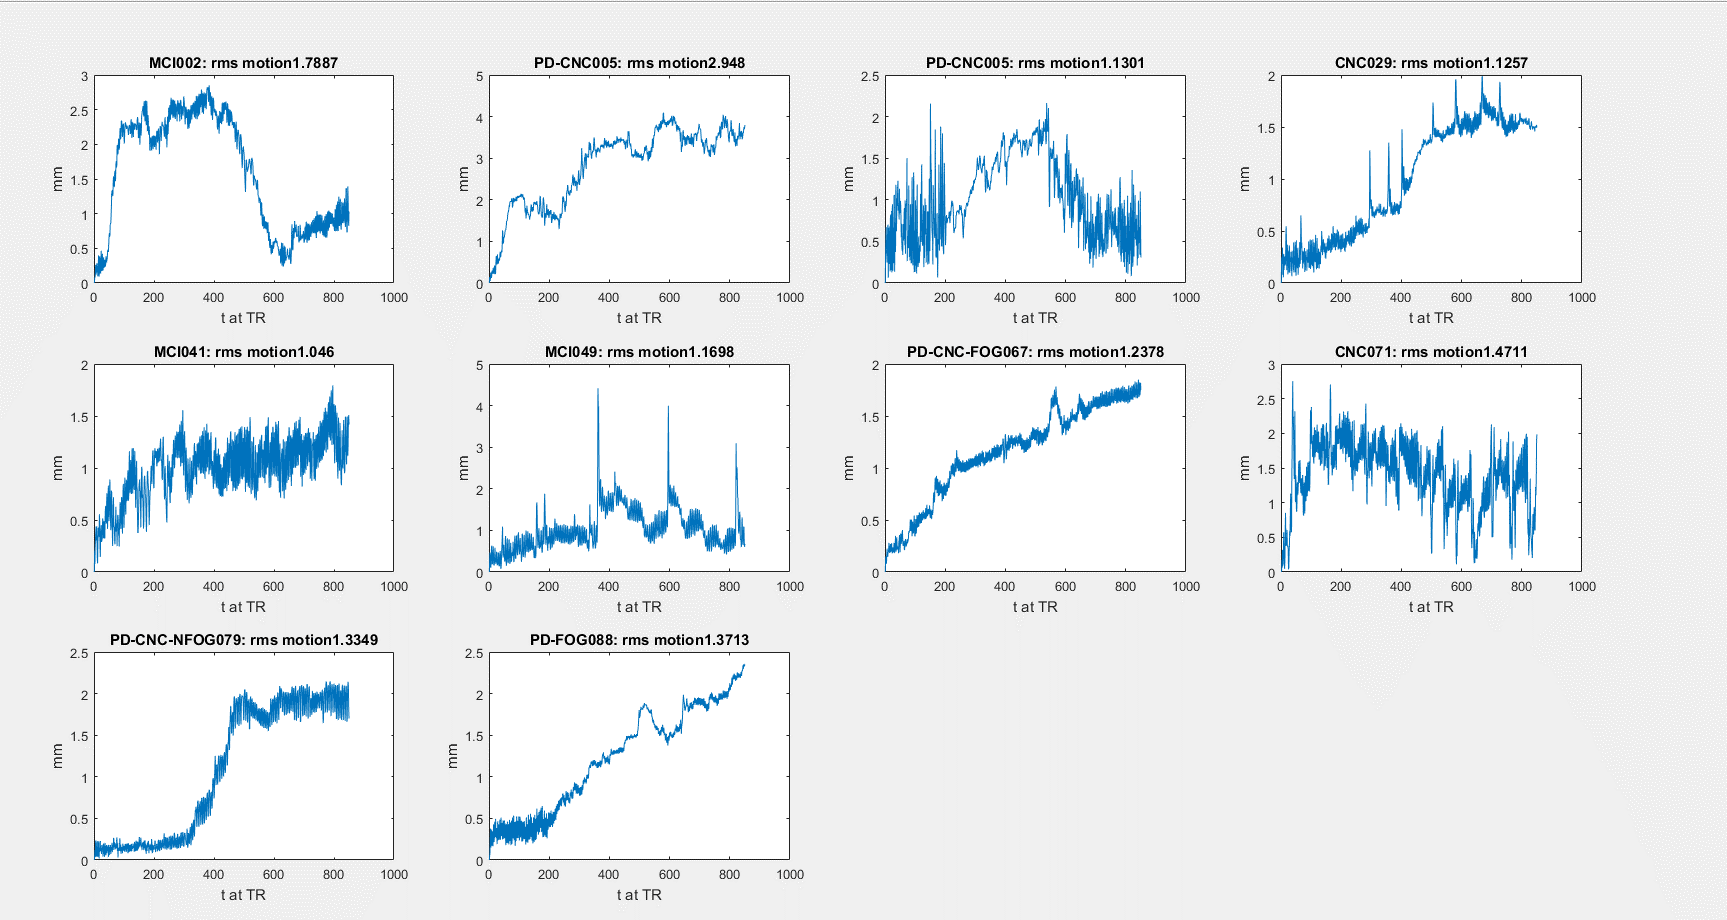 MCI002: rms motion1.7887
3
2.5
2
1.5
1
0.5
0
mm
0 200 400 600 800 1000
t at TR
PD-CNC005: rms motion2.948
5
4
3
2
1
0
mm
0 200 400 600 800 1000
t at TR
PD-CNC005: rms motion1.1301
2.5
2
1.5
1
0.5
0
mm
0 200 400 600 800 1000
t at TR
CNC029: rms motion1.1257
2
1.5
1
0.5
0
mm
0 200 400 600 800 1000
t at TR
MCI041: rms motion1.046
2
1.5
1
0.5
0
mm
0 200 400 600 800 1000
t at TR
MCI049: rms motion1.1698
5
4
3
2
1
0
mm
0 200 400 600 800 1000
t at TR
PD-CNC-FOG067: rms motion1.2378
2
1.5
1
0.5
0
mm
0 200 400 600 800 1000
t at TR
CNC071: rms motion1.4711
3
2.5
2
1.5
1
0.5
0
mm
0 200 400 600 800 1000
t at TR
PD-CNC-NFOG079: rms motion1.3349
2.5
2
1.5
1
0.5
0
mm
0 200 400 600 800 1000
t at TR
PD-FOG088: rms motion1.3713
2.5
2
1.5
1
0.5
0
mm
0 200 400 600 800 1000
t at TR